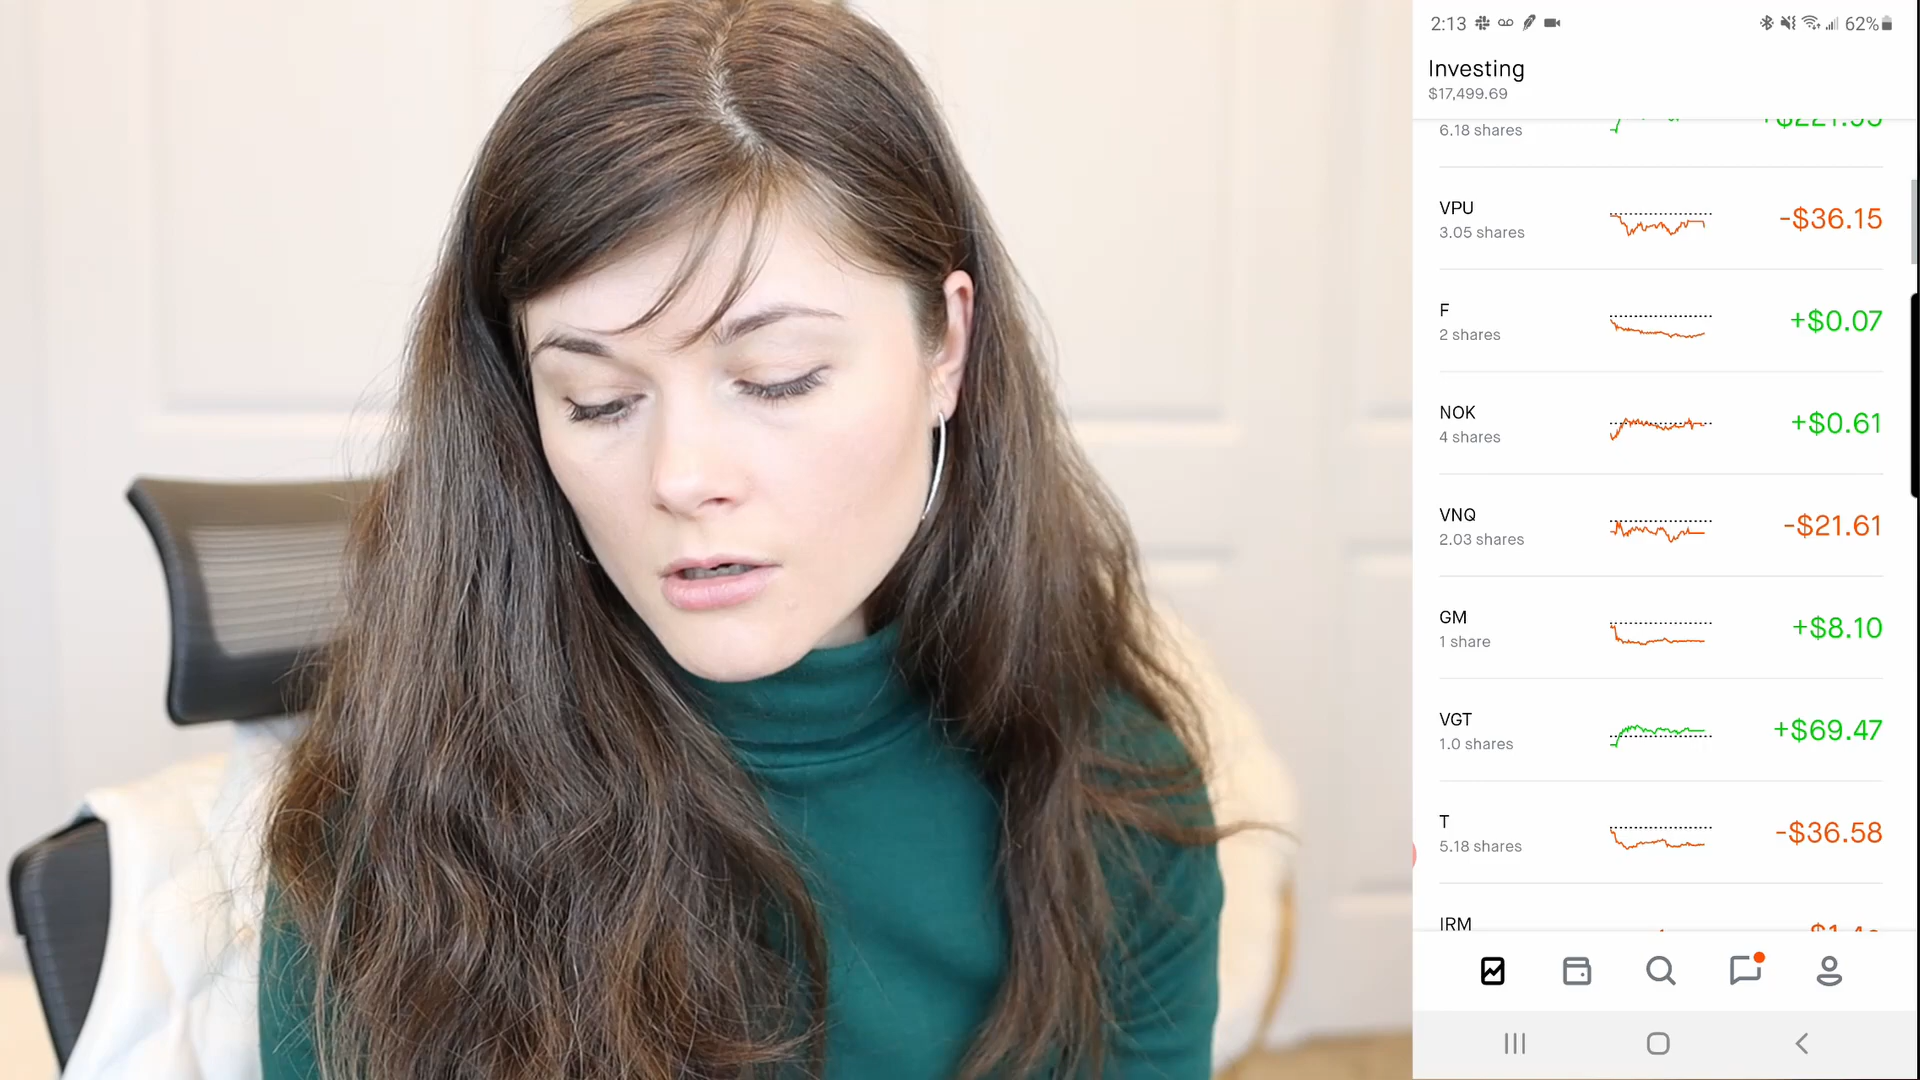 2:13 62%
Investing
$17,499.69
6.18 shares
VPU
3.05 shares
-$36.15
F
2 shares
+$0.07
NOK
4 shares
+$0.61
VNQ
2.03 shares
-$21.61
GM
1 share
+$8.10
VGT
1.0 shares
+$69.47
T
5.18 shares
-$36.58
IRM